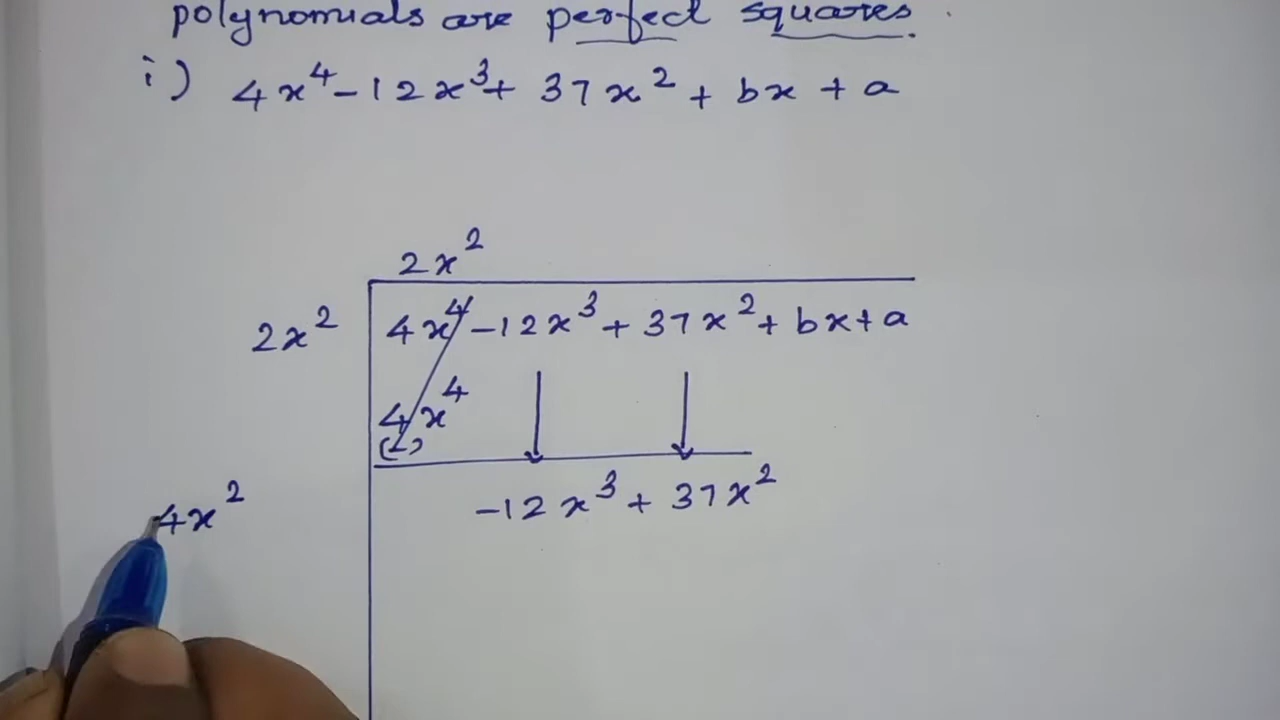 polynomials are perfect squares.
i) 4x⁴ - 12x³ + 37x² + bx + a
2x²
2x² 4x⁴ - 12x³ + 37x² + bx + a
4x⁴
(-)
-12x³ + 37x²
4x²